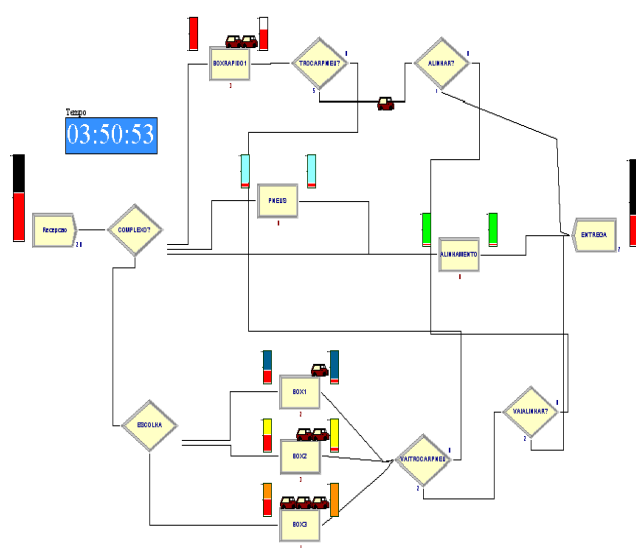 BOXRAPIDO1
TROCARPNEU?
ALINHAR?
Tempo
03:50:53
PNEUS
Recepcao
COMPLEXO?
ENTREGA
ALINHAMENTO
BOX1
ESCOLHA
VAIALINHAR?
BOX2
VAITROCARPNEU
BOX3